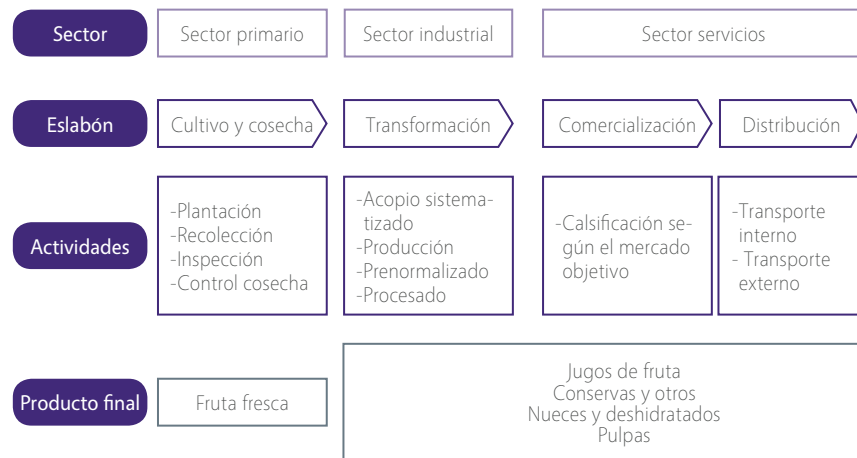 Sector
Sector primario
Sector industrial
Sector servicios
Eslabón
Cultivo y cosecha
Transformación
Comercialización
Distribución
Actividades
-Plantación
-Recolección
-Inspección
-Control cosecha
-Acopio sistema-
tizado
-Producción
-Prenormalizado
-Procesado
-Calsificación se-
gún el mercado
objetivo
-Transporte
interno
- Transporte
externo
Producto final
Fruta fresca
Jugos de fruta
Conservas y otros
Nueces y deshidratados
Pulpas